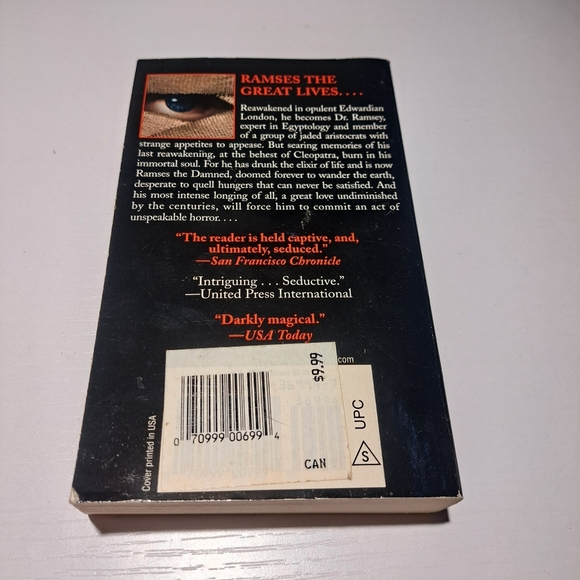 RAMSES THE
GREAT LIVES....
Reawakened in opulent Edwardian
London, he becomes Dr. Ramsey,
expert in Egyptology and member
of a group of jaded aristocrats with
strange appetites to appease. But searing memories of his
last reawakening, at the behest of Cleopatra, burn in his
immortal soul. For he has drunk the elixir of life and is now
Ramses the Damned, doomed forever to wander the earth,
desperate to quell hungers that can never be satisfied. And
his most intense longing of all, a great love undiminished
by the centuries, will force him to commit an act of
unspeakable horror....
“The reader is held captive, and,
ultimately, seduced.”
—San Francisco Chronicle
“Intriguing . . . Seductive.”
—United Press International
“Darkly magical.”
—USA Today
.com
$9.99
0 70999 00699 4
CAN
S
UPC
Cover printed in USA